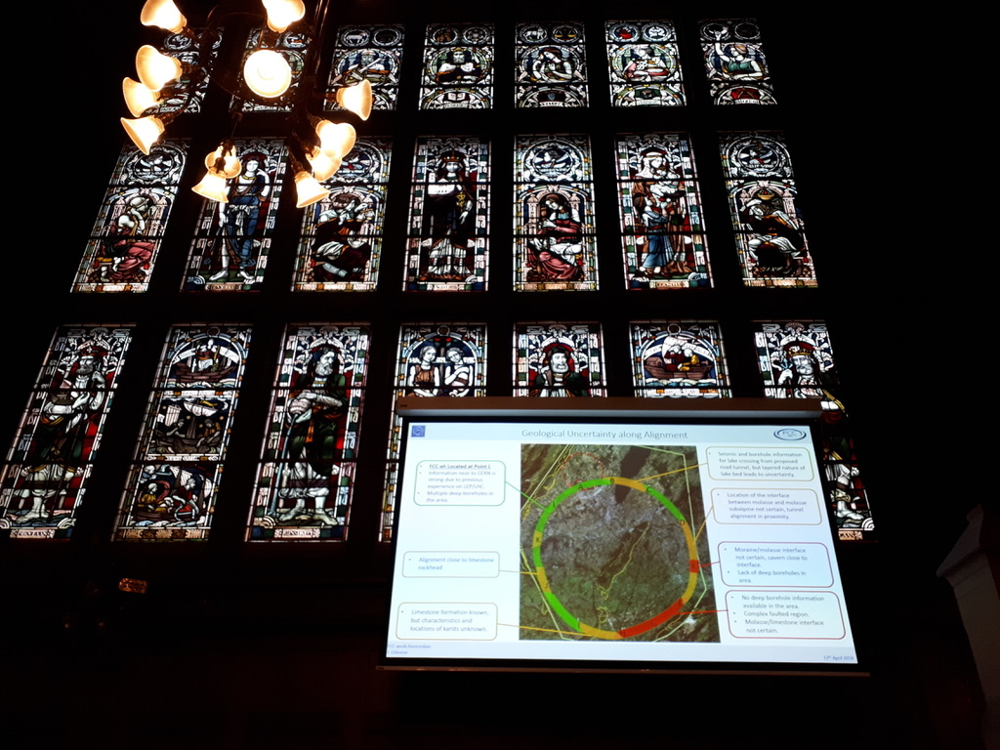 Geological Uncertainty along Alignment
FCC
FCC-eh Located at Point L
• Information near to CERN is
strong due to previous
experience on LEP/LHC.
• Multiple deep boreholes in
the area.
• Alignment close to limestone
rockhead
• Limestone formation known,
but characteristics and
locations of karsts unknown.
• Seismic and borehole information
for lake crossing from proposed
road tunnel, but layered nature of
lake bed leads to uncertainty.
• Location of the interface
between molasse and molasse
subalpine not certain, tunnel
alignment in proximity.
• Moraine/molasse interface
not certain, cavern close to
interface.
• Lack of deep boreholes in
area.
• No deep borehole information
available in the area.
• Complex faulted region.
• Molasse/limestone interface
not certain.
FCC Week Amsterdam
12th April 2018